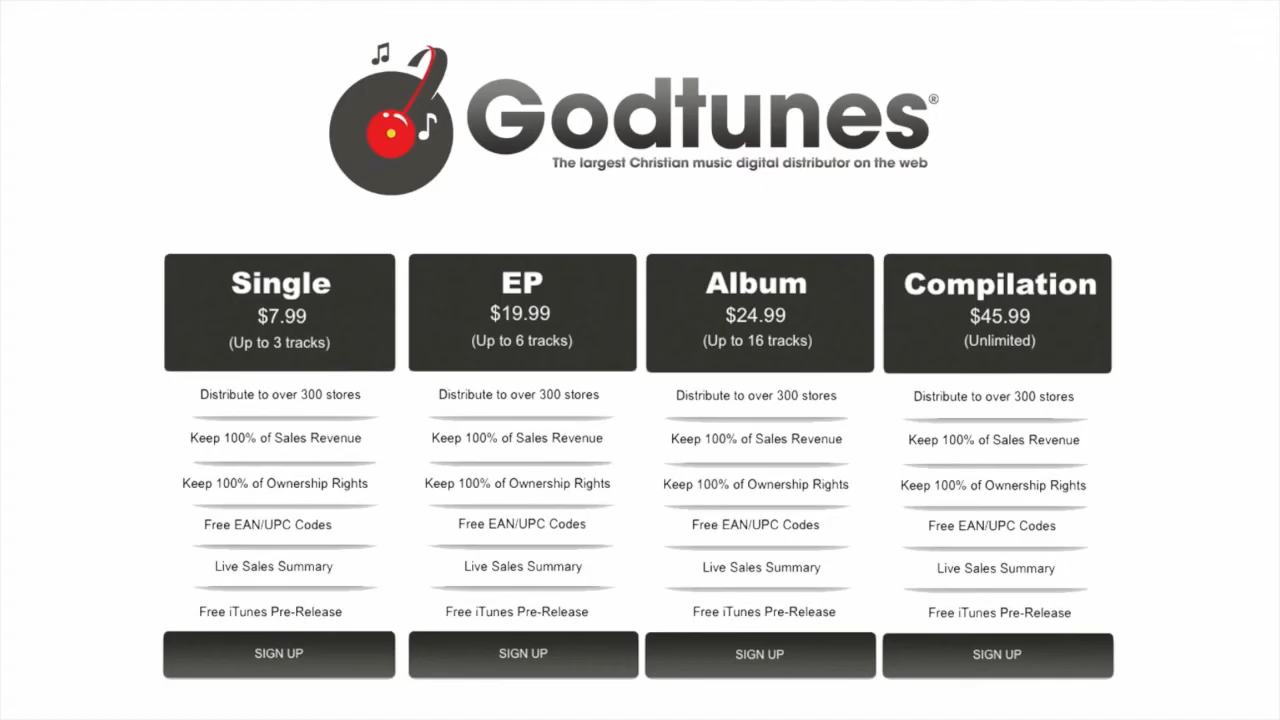 Godtunes®
The largest Christian music digital distributor on the web
Single
$7.99
(Up to 3 tracks)
Distribute to over 300 stores
Keep 100% of Sales Revenue
Keep 100% of Ownership Rights
Free EAN/UPC Codes
Live Sales Summary
Free iTunes Pre-Release
SIGN UP
EP
$19.99
(Up to 6 tracks)
Distribute to over 300 stores
Keep 100% of Sales Revenue
Keep 100% of Ownership Rights
Free EAN/UPC Codes
Live Sales Summary
Free iTunes Pre-Release
SIGN UP
Album
$24.99
(Up to 16 tracks)
Distribute to over 300 stores
Keep 100% of Sales Revenue
Keep 100% of Ownership Rights
Free EAN/UPC Codes
Live Sales Summary
Free iTunes Pre-Release
SIGN UP
Compilation
$45.99
(Unlimited)
Distribute to over 300 stores
Keep 100% of Sales Revenue
Keep 100% of Ownership Rights
Free EAN/UPC Codes
Live Sales Summary
Free iTunes Pre-Release
SIGN UP